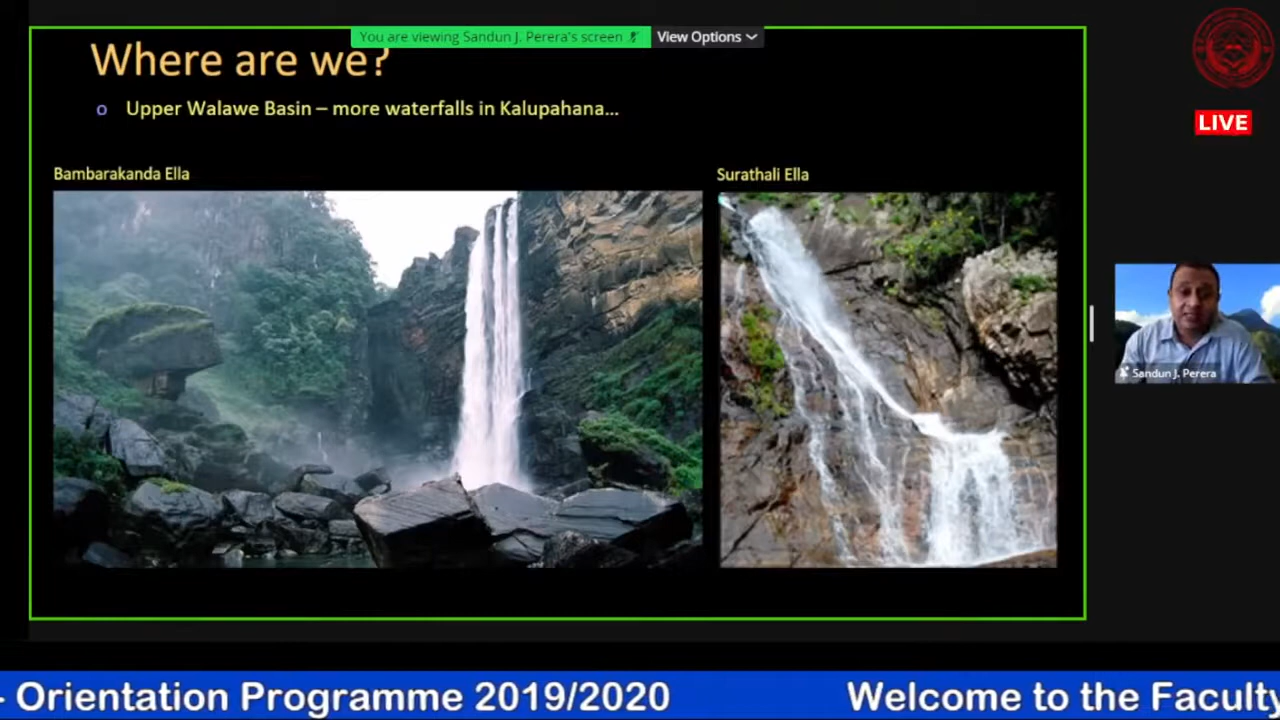 You are viewing Sandun J. Perera's screen
View Options
Where are we?
o Upper Walawe Basin – more waterfalls in Kalupahana...
Bambarakanda Ella
Surathali Ella
LIVE
Sandun J. Perera
- Orientation Programme 2019/2020
Welcome to the Faculty